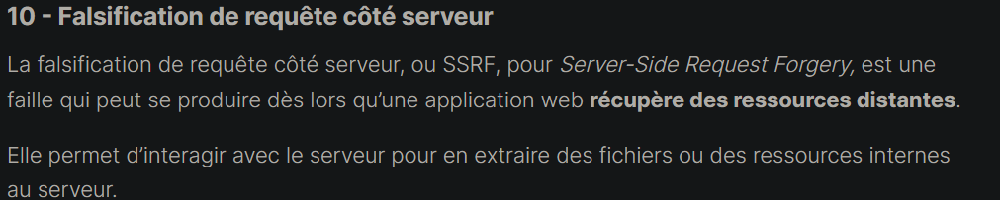 10 - Falsification de requête côté serveur
La falsification de requête côté serveur, ou SSRF, pour Server-Side Request Forgery, est une
faille qui peut se produire dès lors qu’une application web récupère des ressources distantes.
Elle permet d’interagir avec le serveur pour en extraire des fichiers ou des ressources internes
au serveur.